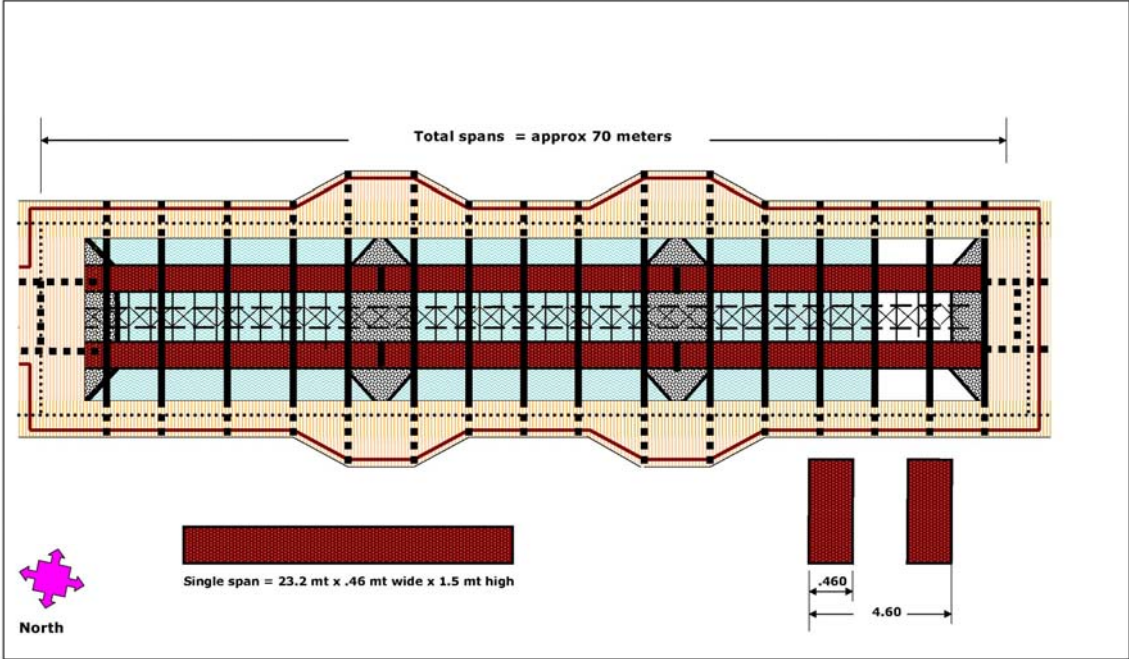 Total spans = approx 70 meters
Single span = 23.2 mt x .46 mt wide x 1.5 mt high
.460
4.60
North